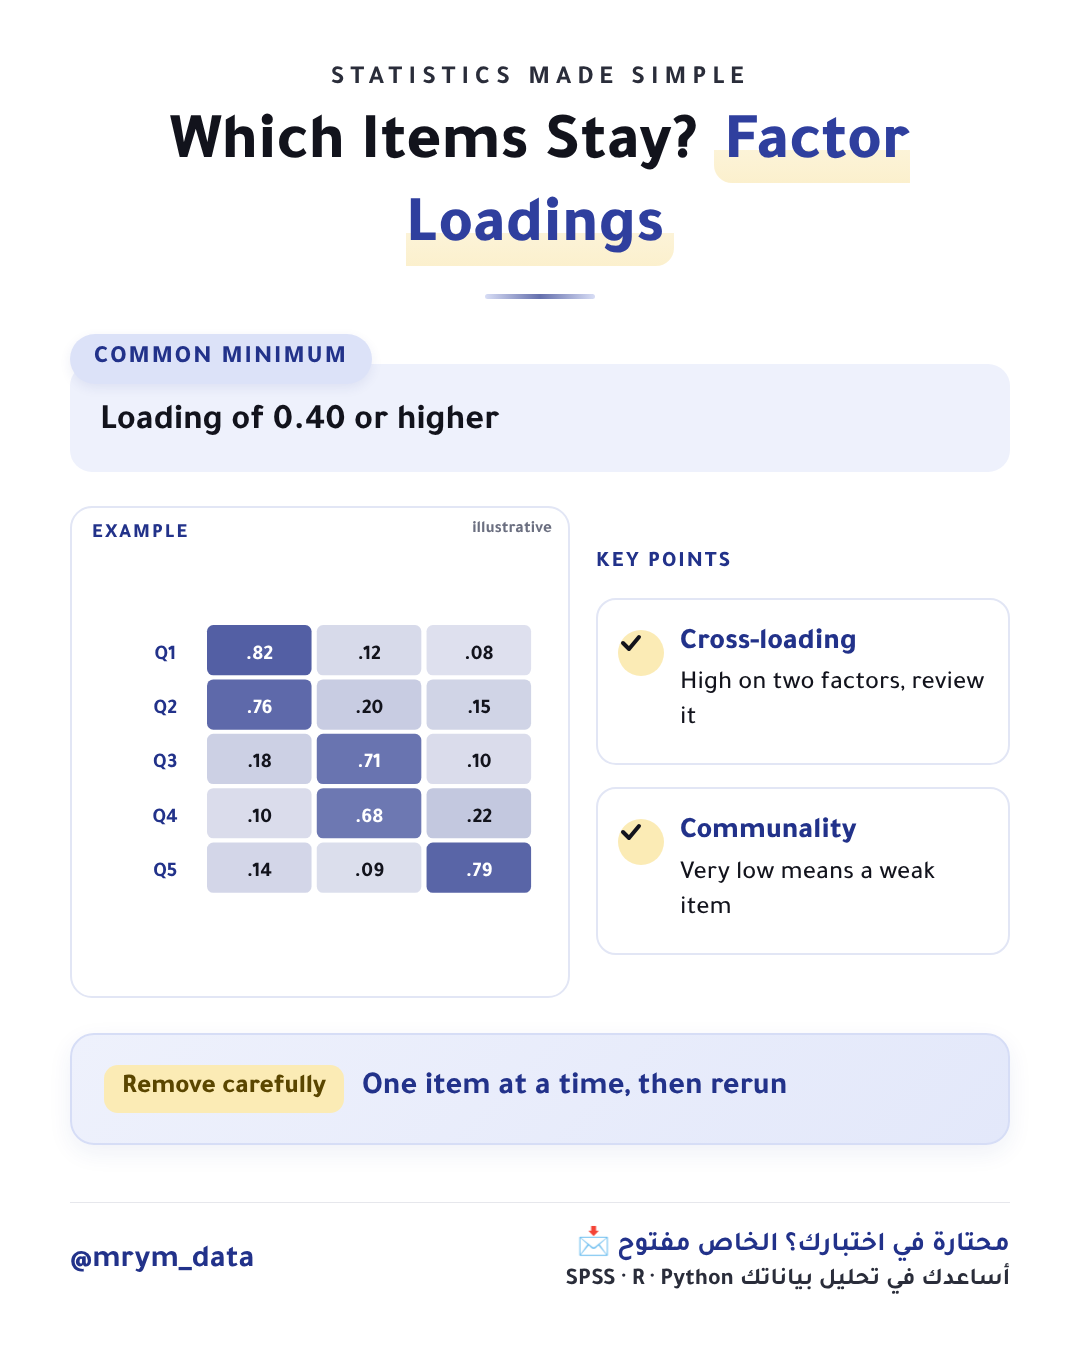 STATISTICS MADE SIMPLE
Which Items Stay? Factor
Loadings
COMMON MINIMUM
Loading of 0.40 or higher
EXAMPLE
illustrative
Q1 .82 .12 .08
Q2 .76 .20 .15
Q3 .18 .71 .10
Q4 .10 .68 .22
Q5 .14 .09 .79
KEY POINTS
Cross-loading
High on two factors, review
it
Communality
Very low means a weak
item
Remove carefully
One item at a time, then rerun
@mrym_data
محتارة في اختبارك؟ الخاص مفتوح 📩
أساعدك في تحليل بياناتك SPSS · R · Python